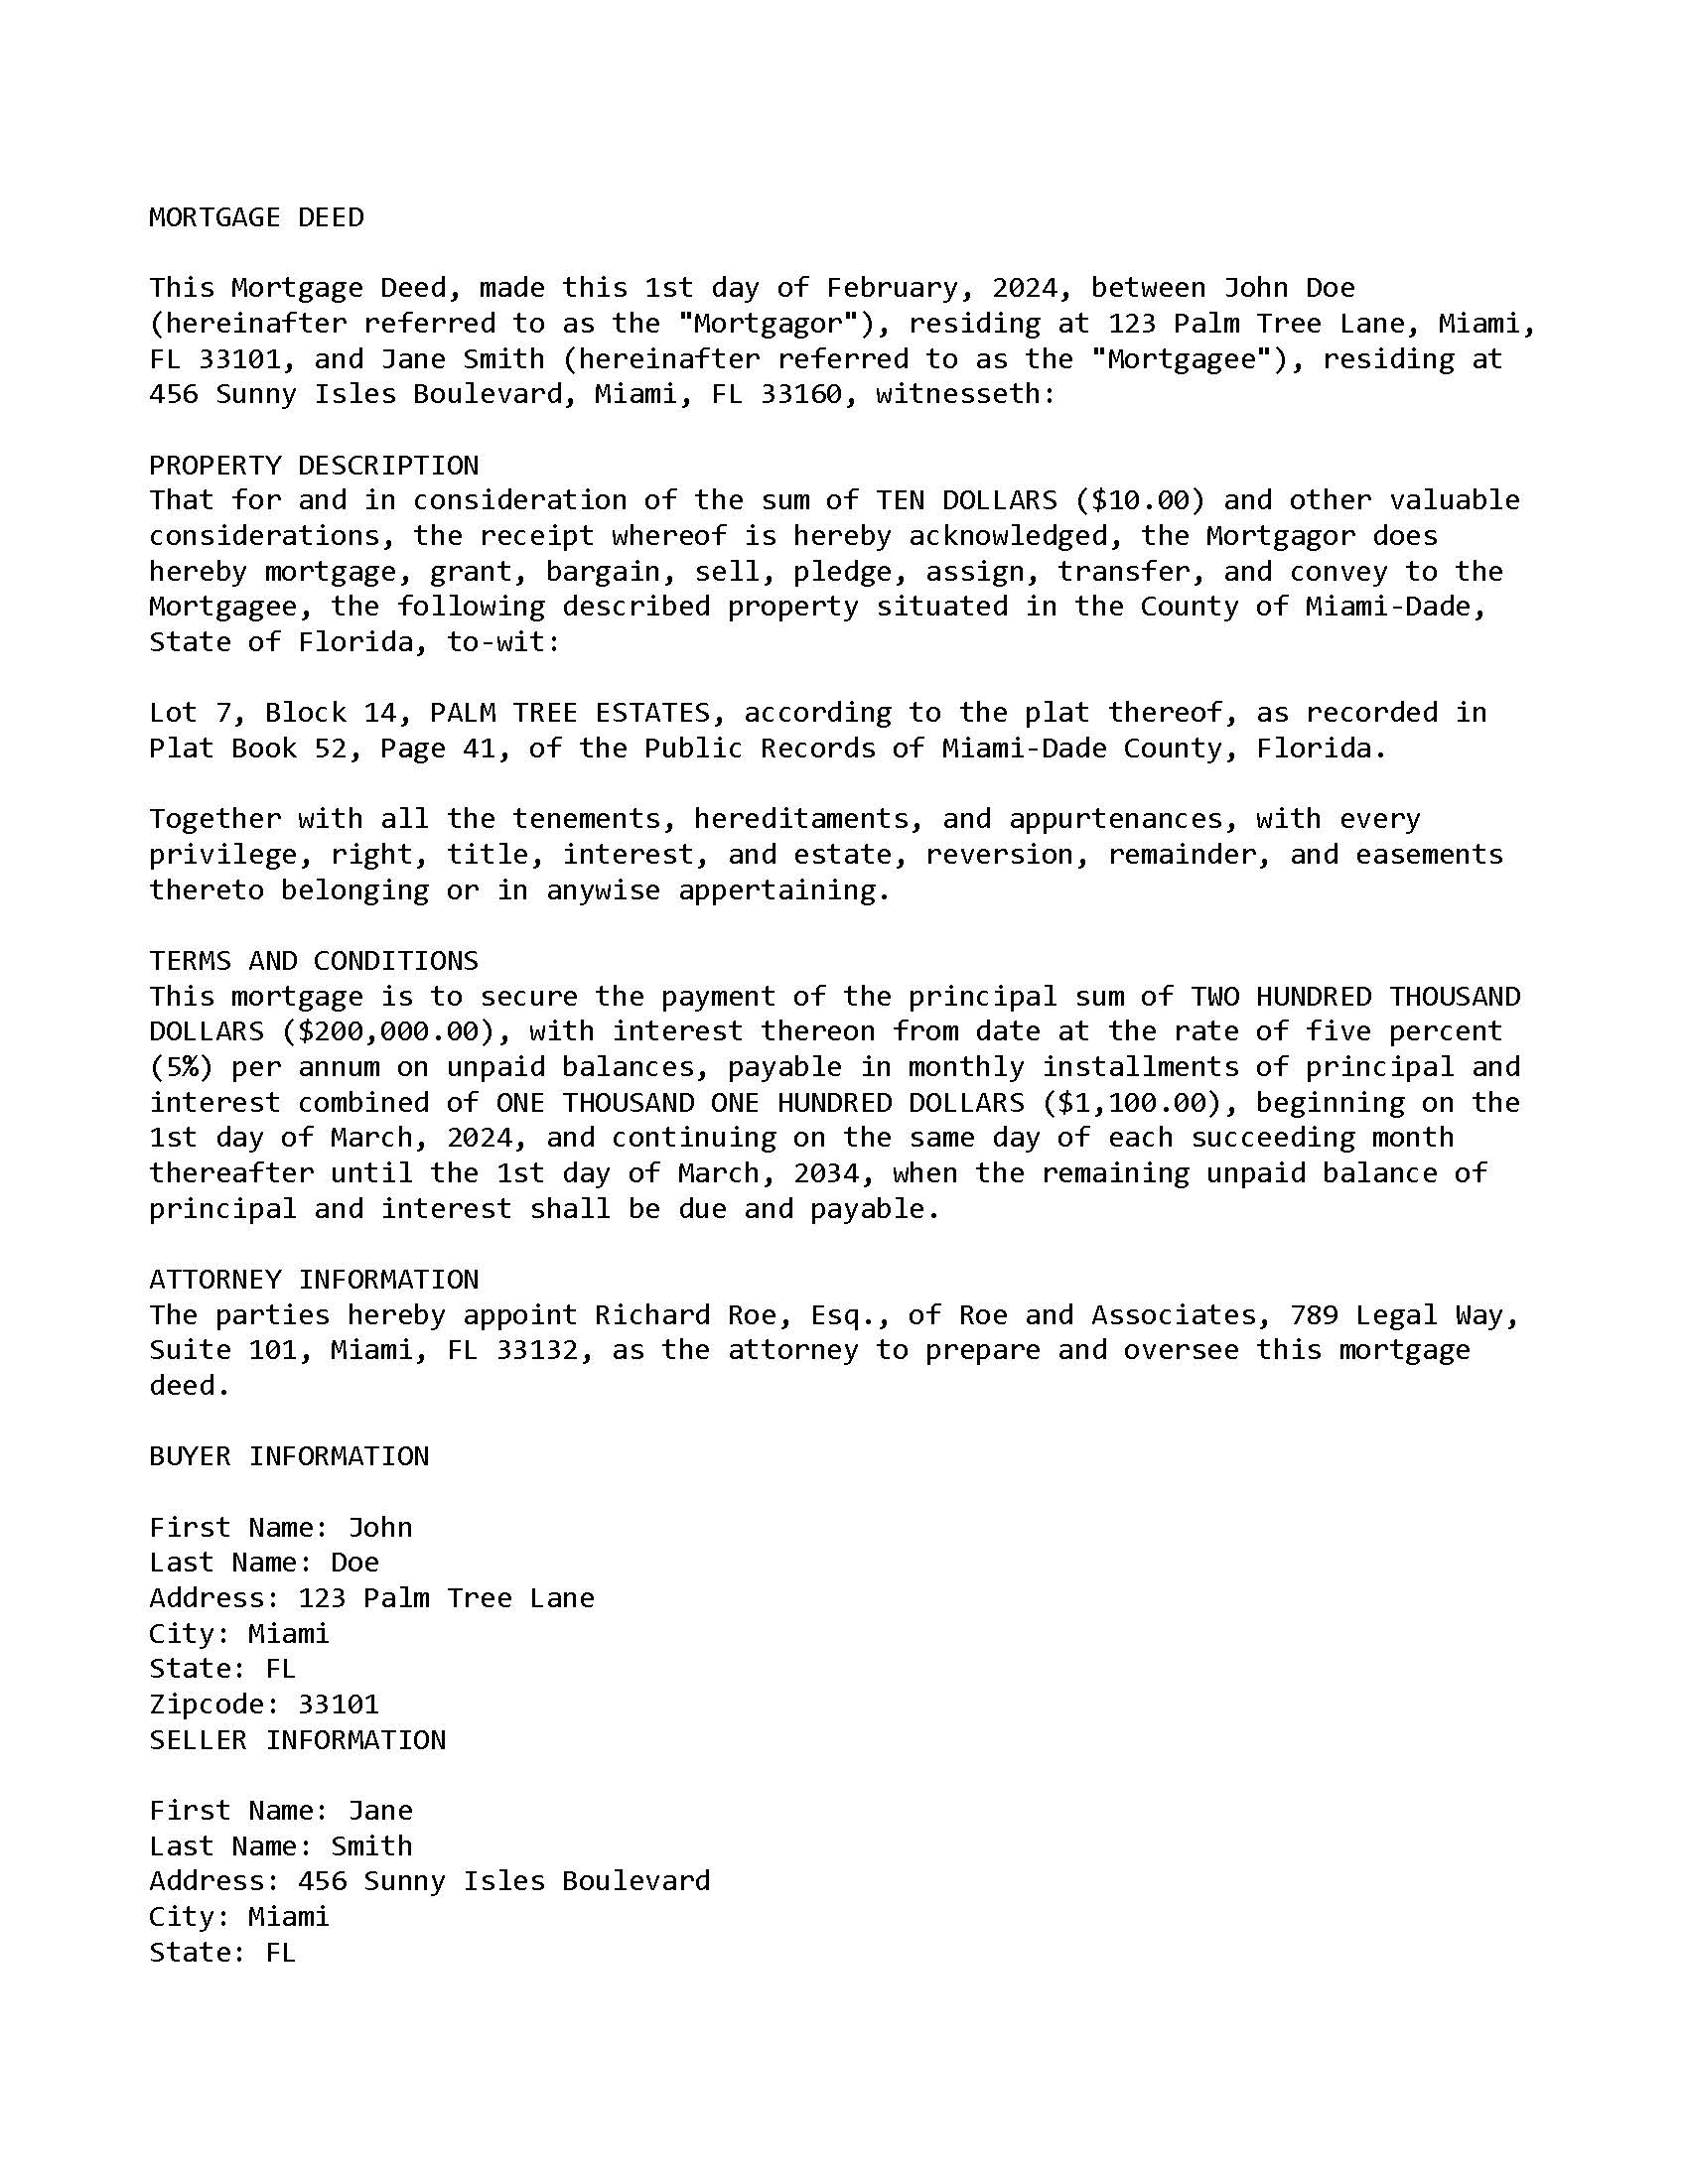 MORTGAGE DEED
This Mortgage Deed, made this 1st day of February, 2024, between John Doe
(hereinafter referred to as the "Mortgagor"), residing at 123 Palm Tree Lane, Miami,
FL 33101, and Jane Smith (hereinafter referred to as the "Mortgagee"), residing at
456 Sunny Isles Boulevard, Miami, FL 33160, witnesseth:
PROPERTY DESCRIPTION
That for and in consideration of the sum of TEN DOLLARS ($10.00) and other valuable
considerations, the receipt whereof is hereby acknowledged, the Mortgagor does
hereby mortgage, grant, bargain, sell, pledge, assign, transfer, and convey to the
Mortgagee, the following described property situated in the County of Miami-Dade,
State of Florida, to-wit:
Lot 7, Block 14, PALM TREE ESTATES, according to the plat thereof, as recorded in
Plat Book 52, Page 41, of the Public Records of Miami-Dade County, Florida.
Together with all the tenements, hereditaments, and appurtenances, with every
privilege, right, title, interest, and estate, reversion, remainder, and easements
thereto belonging or in anywise appertaining.
TERMS AND CONDITIONS
This mortgage is to secure the payment of the principal sum of TWO HUNDRED THOUSAND
DOLLARS ($200,000.00), with interest thereon from date at the rate of five percent
(5%) per annum on unpaid balances, payable in monthly installments of principal and
interest combined of ONE THOUSAND ONE HUNDRED DOLLARS ($1,100.00), beginning on the
1st day of March, 2024, and continuing on the same day of each succeeding month
thereafter until the 1st day of March, 2034, when the remaining unpaid balance of
principal and interest shall be due and payable.
ATTORNEY INFORMATION
The parties hereby appoint Richard Roe, Esq., of Roe and Associates, 789 Legal Way,
Suite 101, Miami, FL 33132, as the attorney to prepare and oversee this mortgage
deed.
BUYER INFORMATION
First Name: John
Last Name: Doe
Address: 123 Palm Tree Lane
City: Miami
State: FL
Zipcode: 33101
SELLER INFORMATION
First Name: Jane
Last Name: Smith
Address: 456 Sunny Isles Boulevard
City: Miami
State: FL